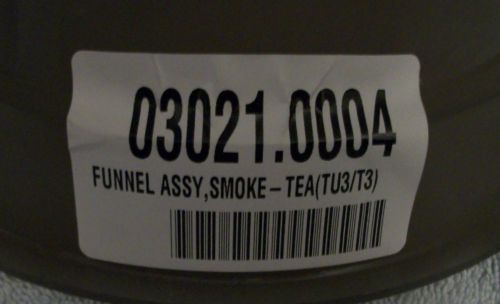 03021.0004
FUNNEL ASSY,SMOKE-TEA(TU3/T3)